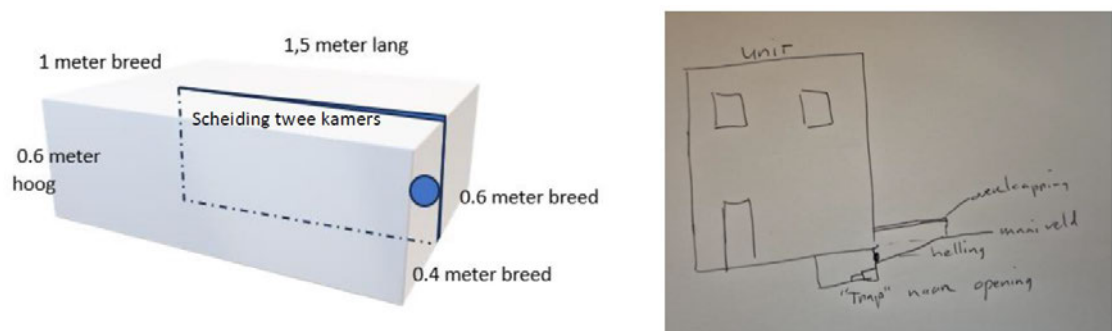 1,5 meter lang
1 meter breed
Scheiding twee kamers
0.6 meter
hoog
0.6 meter breed
0.4 meter breed
unit
overkapping
maaiveld
helling
"Trap" naar opening